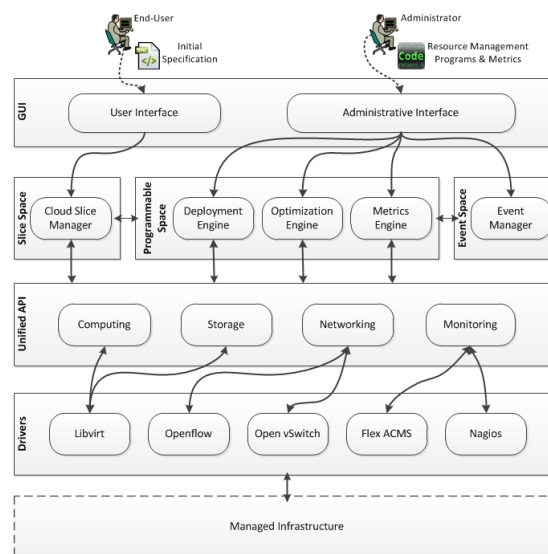 End-User
Initial
Specification
Administrator
Code
return 0
Resource Management
Programs & Metrics
GUI
User Interface
Administrative Interface
Slice Space
Cloud Slice
Manager
Programmable
Space
Deployment
Engine
Optimization
Engine
Metrics
Engine
Event Space
Event
Manager
Unified API
Computing
Storage
Networking
Monitoring
Drivers
Libvirt
Openflow
Open vSwitch
Flex ACMS
Nagios
Managed Infrastructure